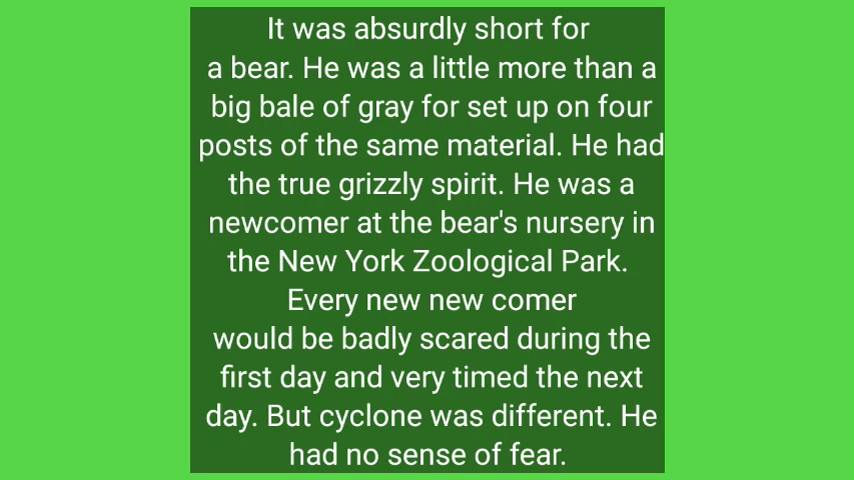 It was absurdly short for
a bear. He was a little more than a
big bale of gray for set up on four
posts of the same material. He had
the true grizzly spirit. He was a
newcomer at the bear's nursery in
the New York Zoological Park.
Every new new comer
would be badly scared during the
first day and very timed the next
day. But cyclone was different. He
had no sense of fear.